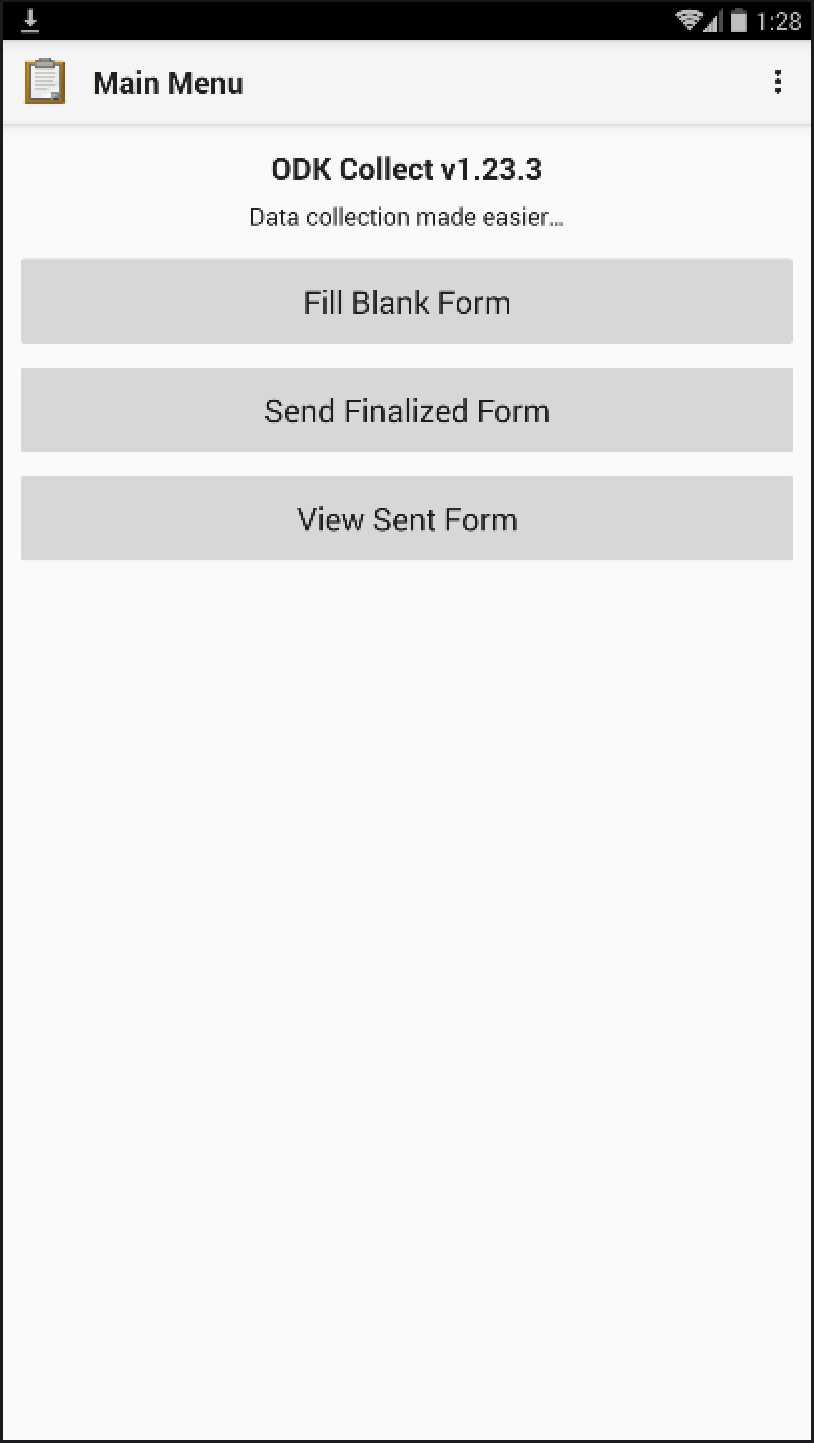 1:28
Main Menu
ODK Collect v1.23.3
Data collection made easier...
Fill Blank Form
Send Finalized Form
View Sent Form